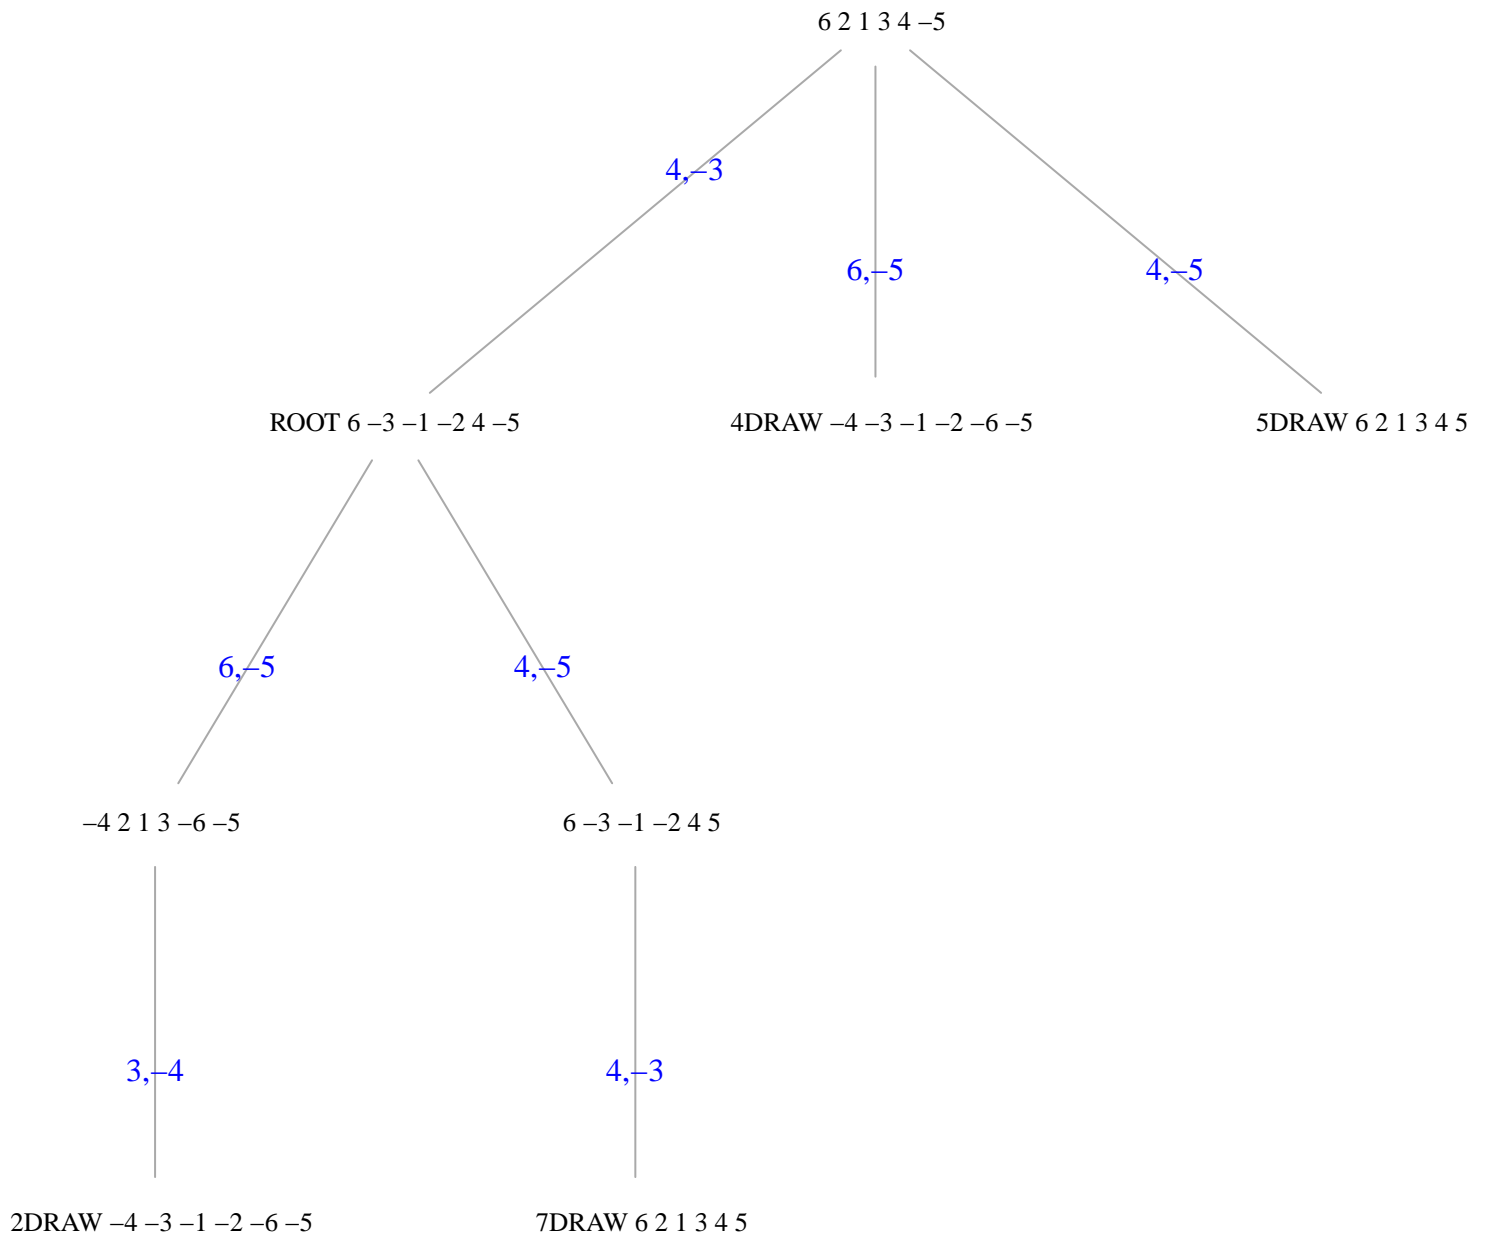 6 2 1 3 4 –5
4,–3
6,–5
4,–5
ROOT 6 –3 –1 –2 4 –5
4DRAW –4 –3 –1 –2 –6 –5
5DRAW 6 2 1 3 4 5
6,–5
4,–5
–4 2 1 3 –6 –5
6 –3 –1 –2 4 5
3,–4
4,–3
2DRAW –4 –3 –1 –2 –6 –5
7DRAW 6 2 1 3 4 5